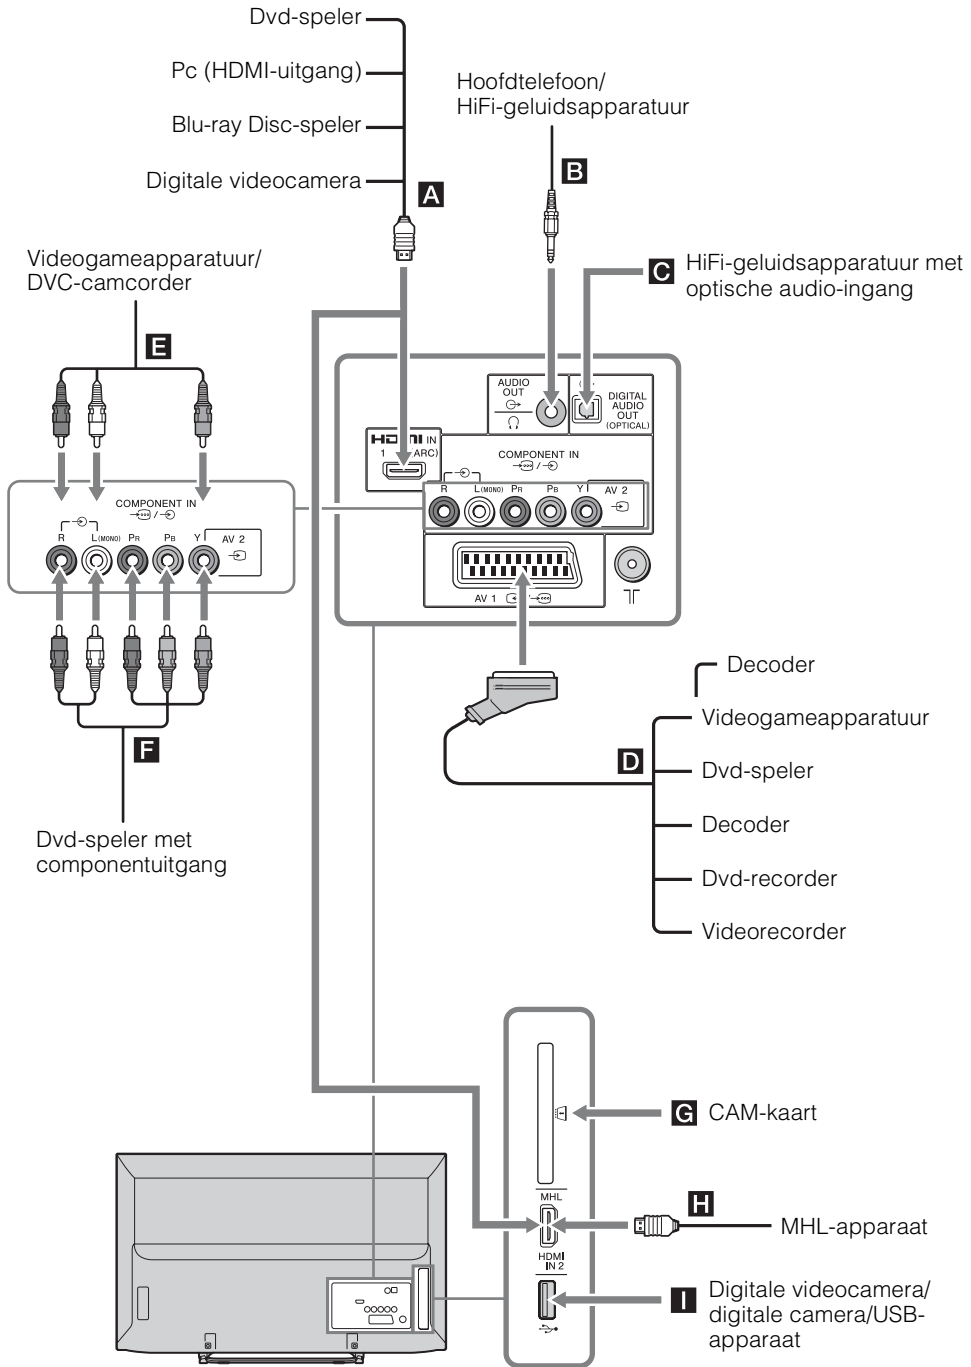 Dvd-speler
Pc (HDMI-uitgang)
Blu-ray Disc-speler
Digitale videocamera
A
Hoofdtelefoon/
HiFi-geluidsapparatuur
B
C
HiFi-geluidsapparatuur met
optische audio-ingang
Videogameapparatuur/
DVC-camcorder
E
AUDIO
OUT
DIGITAL
AUDIO
OUT
(OPTICAL)
HDMI IN
1 ARC)
COMPONENT IN
R L(MONO) PR PB Y AV 2
AV 1
COMPONENT IN
R L(MONO) PR PB Y AV 2
F
Dvd-speler met
componentuitgang
D
Decoder
Videogameapparatuur
Dvd-speler
Decoder
Dvd-recorder
Videorecorder
G CAM-kaart
MHL
HDMI
IN 2
H
MHL-apparaat
I
Digitale videocamera/
digitale camera/USB-
apparaat